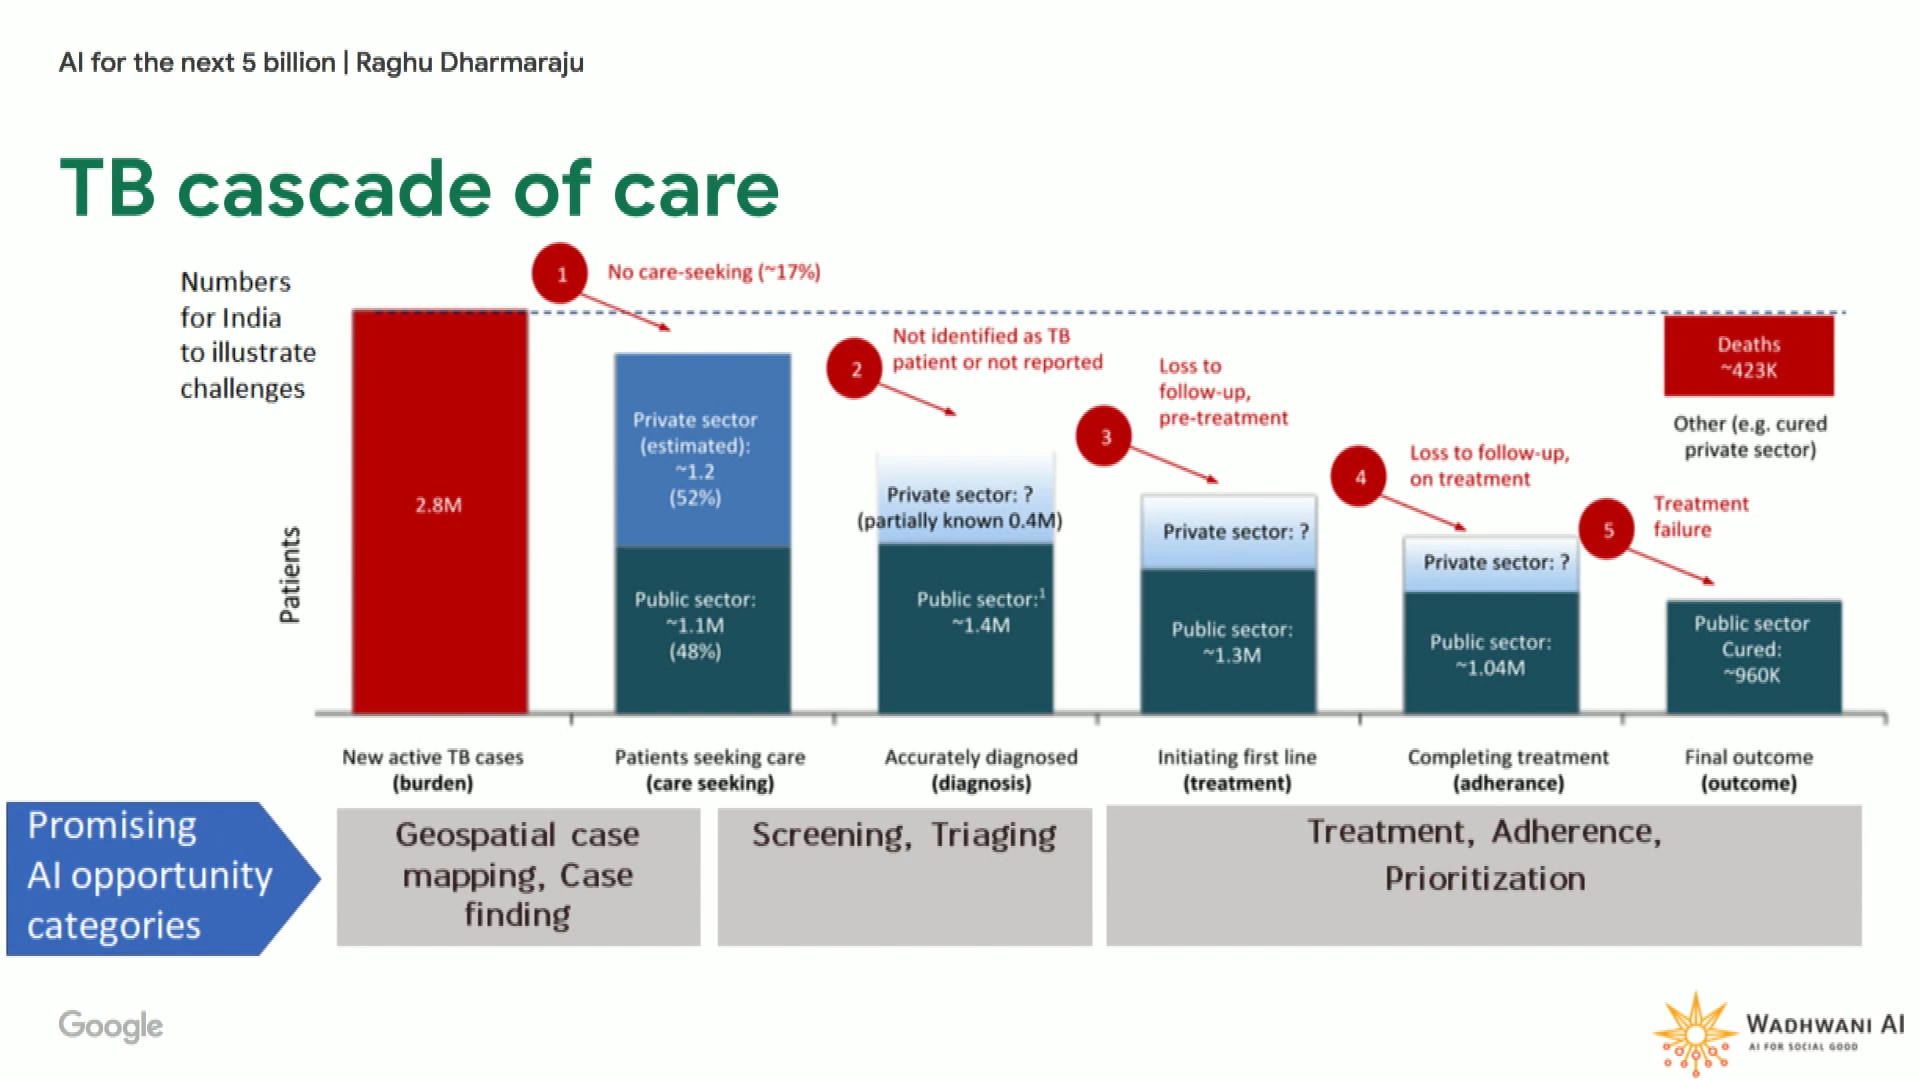 AI for the next 5 billion | Raghu Dharmaraju
TB cascade of care
Numbers
for India
to illustrate
challenges
Patients
1
No care-seeking (~17%)
2
Not identified as TB
patient or not reported
3
Loss to
follow-up,
pre-treatment
4
Loss to follow-up,
on treatment
5
Treatment
failure
2.8M
Private sector
(estimated):
~1.2
(52%)
Public sector:
~1.1M
(48%)
Private sector: ?
(partially known 0.4M)
Public sector:1
~1.4M
Private sector: ?
Public sector:
~1.3M
Private sector: ?
Public sector:
~1.04M
Deaths
~423K
Other (e.g. cured
private sector)
Public sector
Cured:
~960K
New active TB cases
(burden)
Patients seeking care
(care seeking)
Accurately diagnosed
(diagnosis)
Initiating first line
(treatment)
Completing treatment
(adherance)
Final outcome
(outcome)
Promising
AI opportunity
categories
Geospatial case
mapping, Case
finding
Screening, Triaging
Treatment, Adherence,
Prioritization
Google
WADHWANI AI
AI FOR SOCIAL GOOD